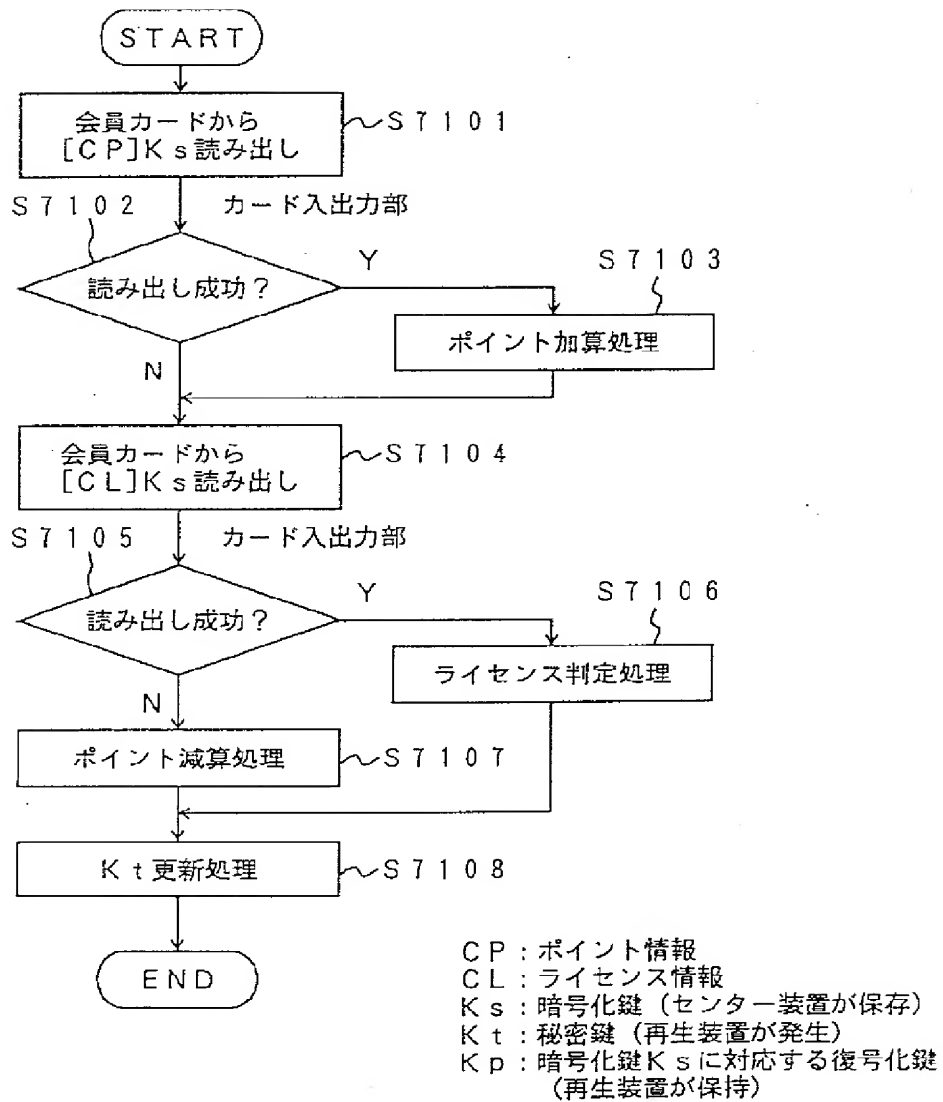 START
会員カードから
[CP]Ks読み出し
S7101
S7102
カード入出力部
読み出し成功？
Y
S7103
ポイント加算処理
N
会員カードから
[CL]Ks読み出し
S7104
S7105
カード入出力部
読み出し成功？
Y
S7106
ライセンス判定処理
N
ポイント減算処理
S7107
Kt更新処理
S7108
END
CP：ポイント情報
CL：ライセンス情報
Ks：暗号化鍵（センター装置が保存）
Kt：秘密鍵（再生装置が発生）
Kp：暗号化鍵Ksに対応する復号化鍵
（再生装置が保持）